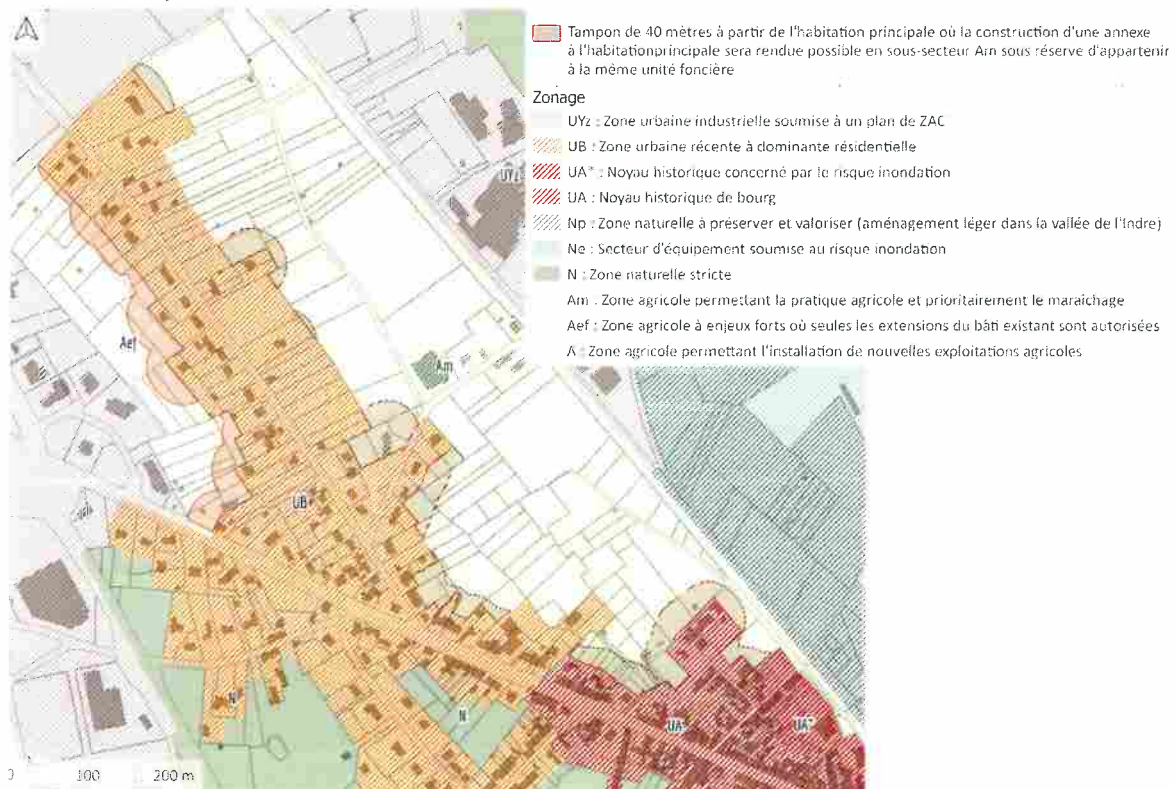 Tampon de 40 mètres à partir de l'habitation principale où la construction d'une annexe
à l'habitationprincipale sera rendue possible en sous-secteur Am sous réserve d'appartenir
à la même unité foncière
Zonage
UYz : Zone urbaine industrielle soumise à un plan de ZAC
UB : Zone urbaine récente à dominante résidentielle
UA* : Noyau historique concerné par le risque inondation
UA : Noyau historique de bourg
Np : Zone naturelle à préserver et valoriser (aménagement léger dans la vallée de l'Indre)
Ne : Secteur d'équipement soumise au risque inondation
N : Zone naturelle stricte
Am : Zone agricole permettant la pratique agricole et prioritairement le maraîchage
Aef : Zone agricole à enjeux forts où seules les extensions du bâti existant sont autorisées
A : Zone agricole permettant l'installation de nouvelles exploitations agricoles
UYz
Aef
Am
UB
N
N
UA
UA*
0 100 200 m